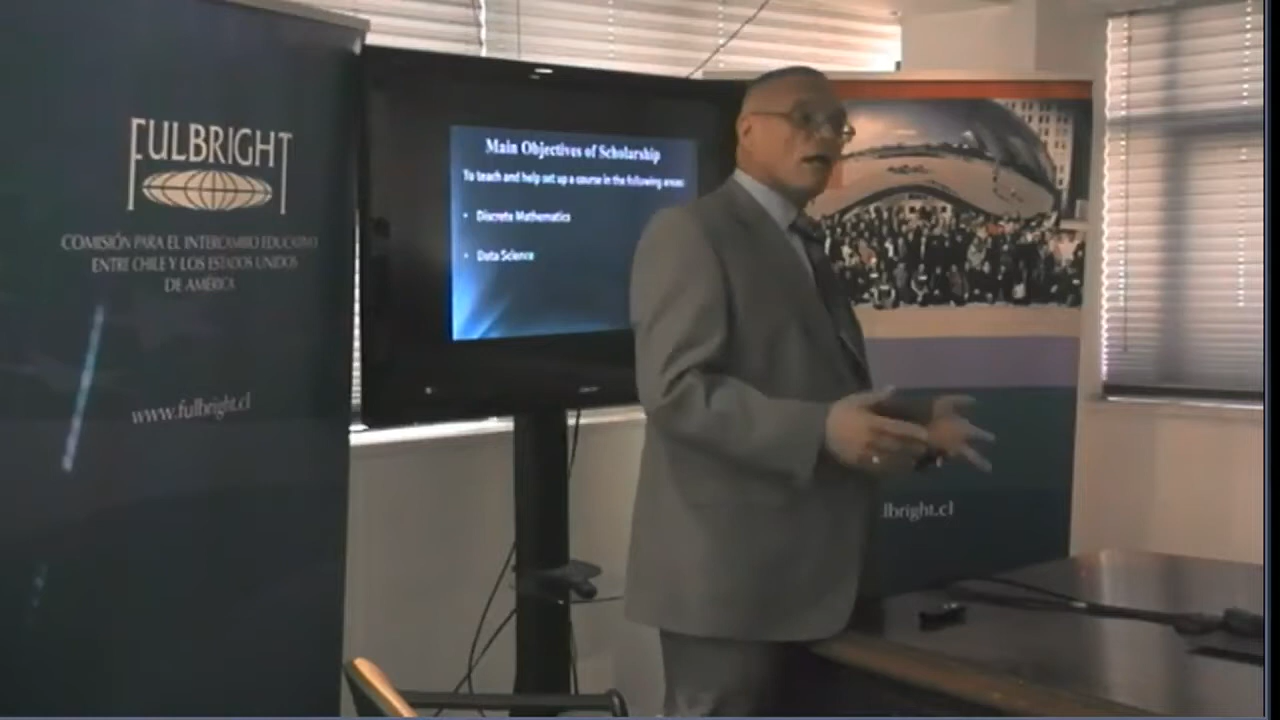 FULBRIGHT
COMISIÓN PARA EL INTERCAMBIO EDUCATIVO
ENTRE CHILE Y LOS ESTADOS UNIDOS
DE AMÉRICA
www.fulbright.cl
Main Objectives of Scholarship
To teach and help set up a course in the following areas
• Discrete Mathematics
• Data Science
lbright.cl